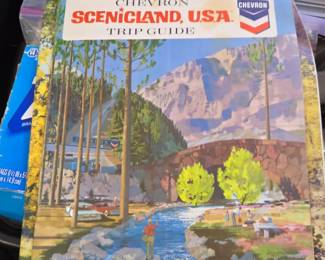 CHEVRON
SCENiCLAND, U.S.A.
TRIP GUIDE
CHEVRON